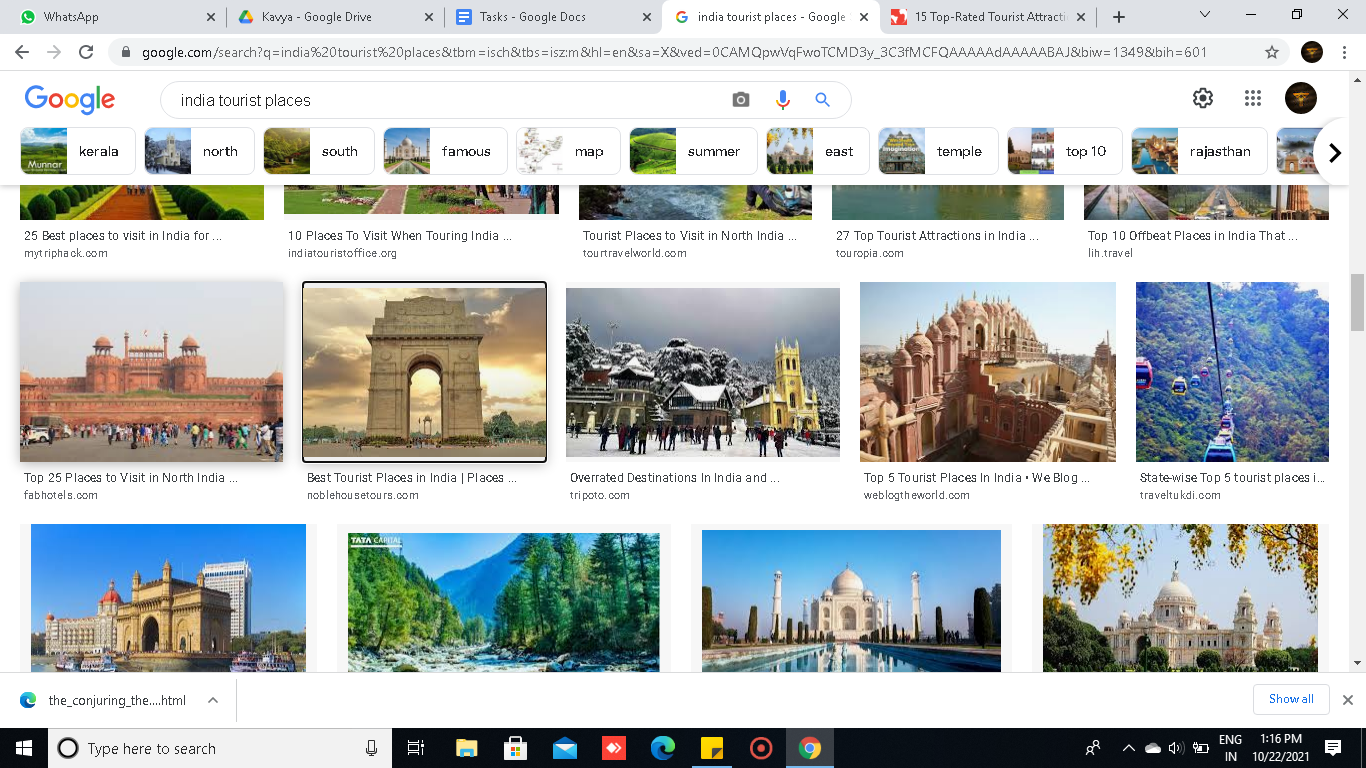 WhatsApp
Kavya - Google Drive
Tasks - Google Docs
india tourist places - Google
15 Top-Rated Tourist Attracti
google.com/search?q=india%20tourist%20places&tbm=isch&tbs=isz:m&hl=en&sa=X&ved=0CAMQpwVqFwoTCMD3y_3C3fMCFQAAAAAdAAAAABAJ&biw=1349&bih=601
Google
india tourist places
Munnar
kerala
orth
south
famous
map
summer
east
temple
top 10
rajasthan
25 Best places to visit in India for ...
mytriphack.com
10 Places To Visit When Touring India ...
indiatouristoffice.org
Tourist Places to Visit in North India ...
tourtravelworld.com
27 Top Tourist Attractions in India ...
touropia.com
Top 10 Offbeat Places in India That ...
lih.travel
Top 25 Places to Visit in North India ...
fabhotels.com
Best Tourist Places in India | Places ...
noblehousetours.com
Overrated Destinations In India and ...
tripoto.com
Top 5 Tourist Places In India • We Blog ...
weblogtheworld.com
State-wise Top 5 tourist places i...
traveltukdi.com
TATA CAPITAL
the_conjuring_the....html
Show all
Type here to search
ENG
IN
1:16 PM
10/22/2021